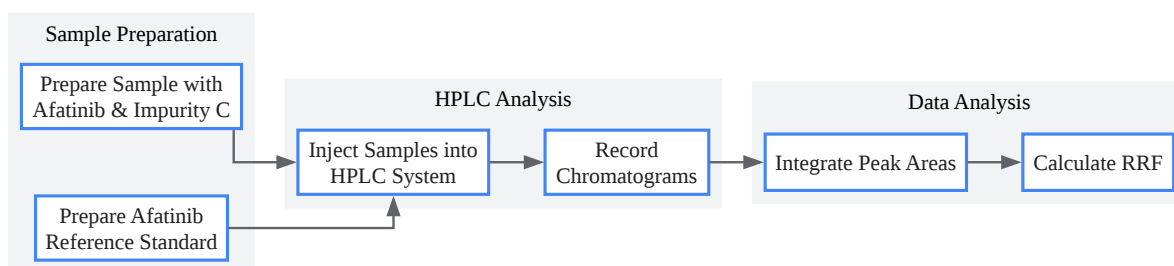 Sample Preparation
Prepare Sample with
Afatinib & Impurity C
Prepare Afatinib
Reference Standard
HPLC Analysis
Inject Samples into
HPLC System
Record
Chromatograms
Data Analysis
Integrate Peak Areas
Calculate RRF